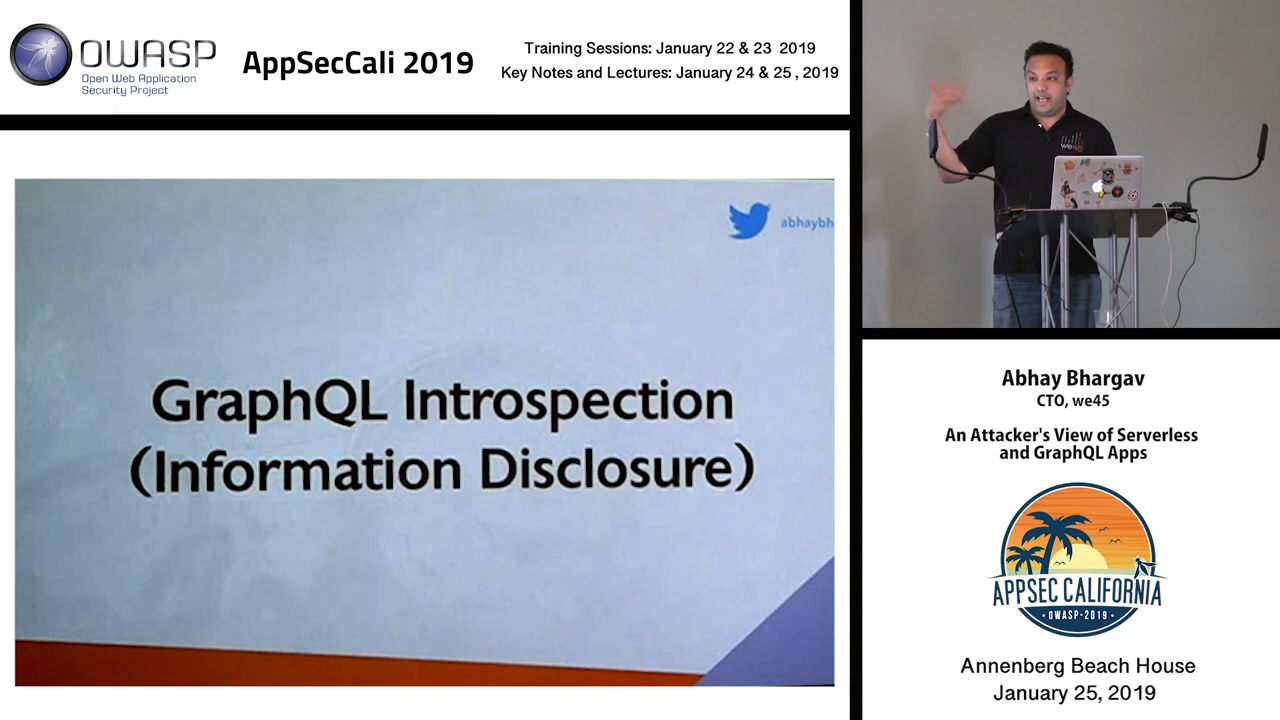 OWASP
Open Web Application
Security Project
AppSecCali 2019
Training Sessions: January 22 & 23 2019
Key Notes and Lectures: January 24 & 25 , 2019
abhaybh
GraphQL Introspection
(Information Disclosure)
Abhay Bhargav
CTO, we45
An Attacker's View of Serverless
and GraphQL Apps
APPSEC CALIFORNIA
• OWASP-2019 •
Annenberg Beach House
January 25, 2019